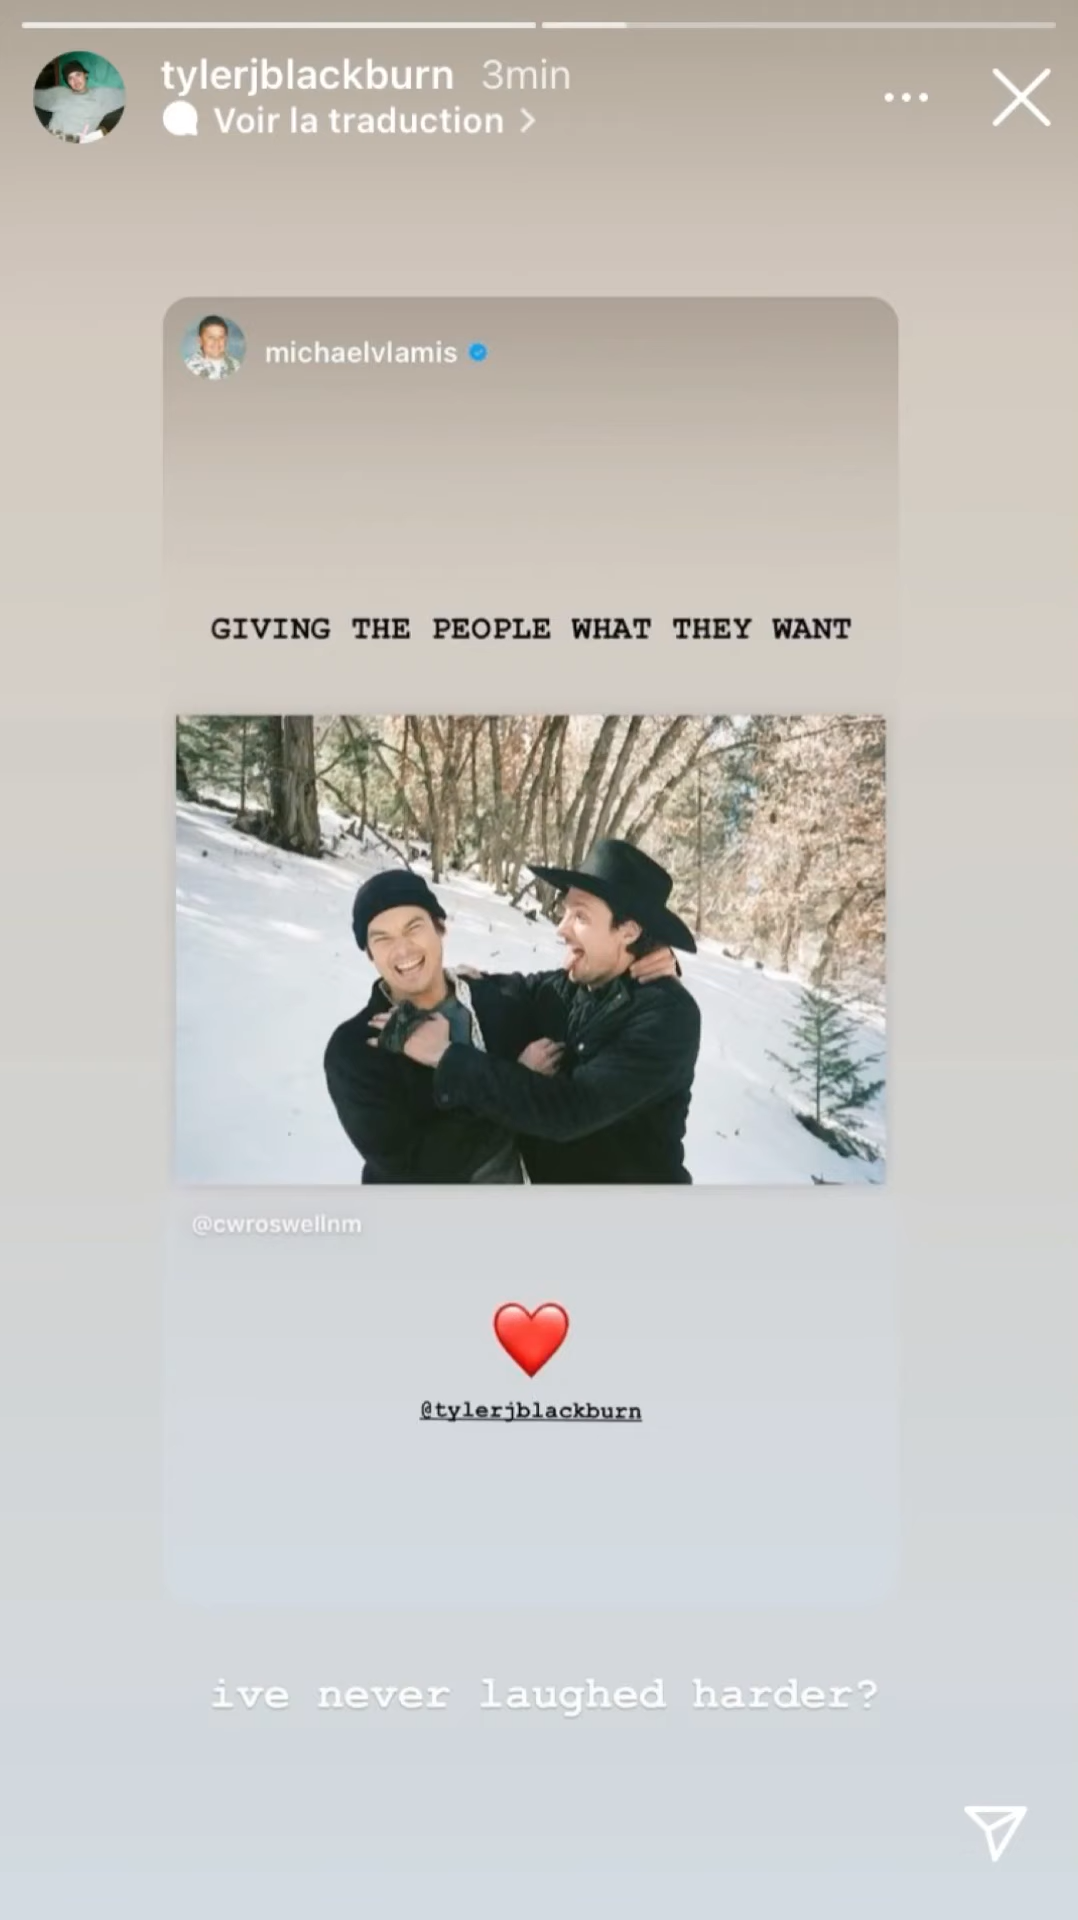 tylerjblackburn 3min
Voir la traduction
michaelvlamis
GIVING THE PEOPLE WHAT THEY WANT
@cwroswellnm
@tylerjblackburn
ive never laughed harder?